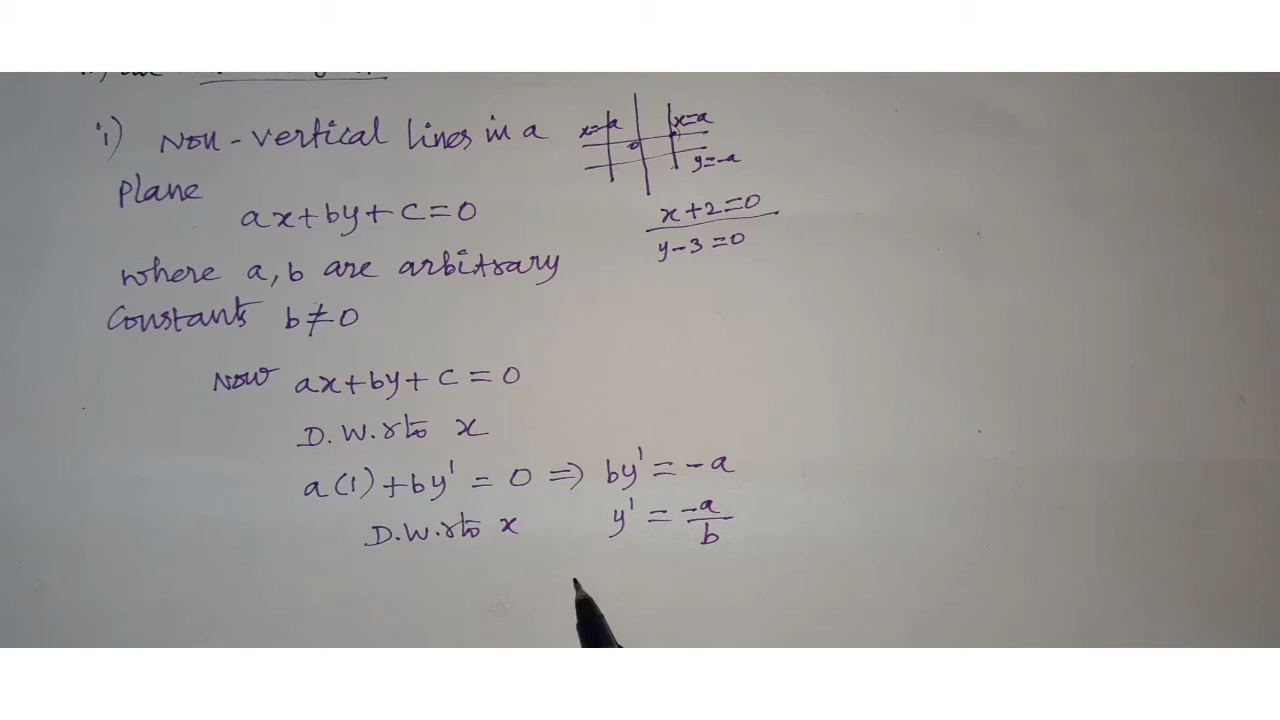 i) Non-vertical lines in a
plane
ax+by+c=0
where a, b are arbitrary
Constants b≠0
x=-a
x=a
o
y=-a
x+2=0
y-3=0
Now ax+by+c=0
D.W.r to x
a(1)+by'=0 ⇒ by'=-a
D.W.r to x y'=-a/b